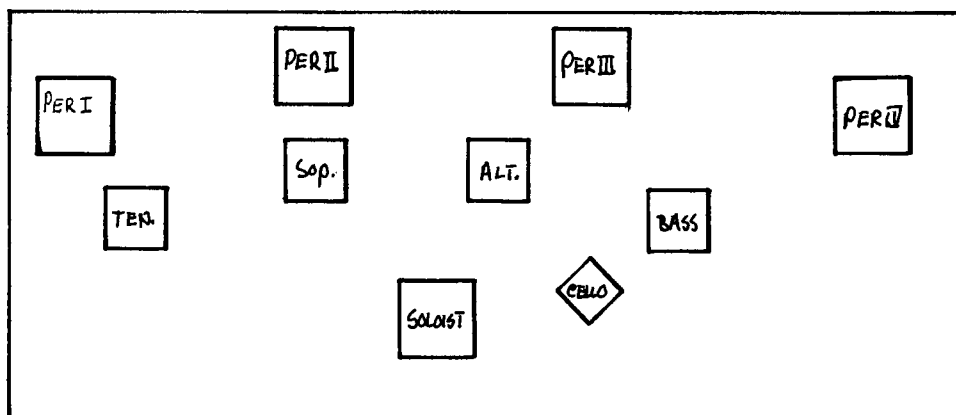 PER II
PER III
PER I
PER IV
Sop.
ALT.
TEN.
BASS
CELLO
SOLOIST